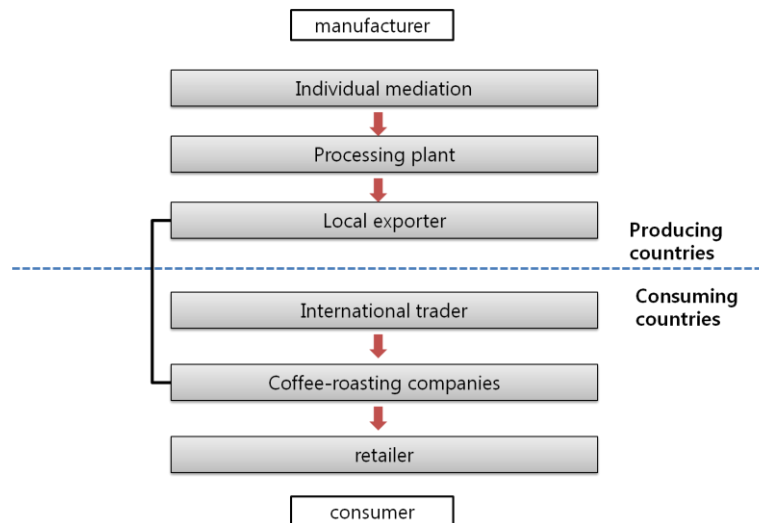 manufacturer
Individual mediation
Processing plant
Local exporter
Producing
countries
Consuming
countries
International trader
Coffee-roasting companies
retailer
consumer